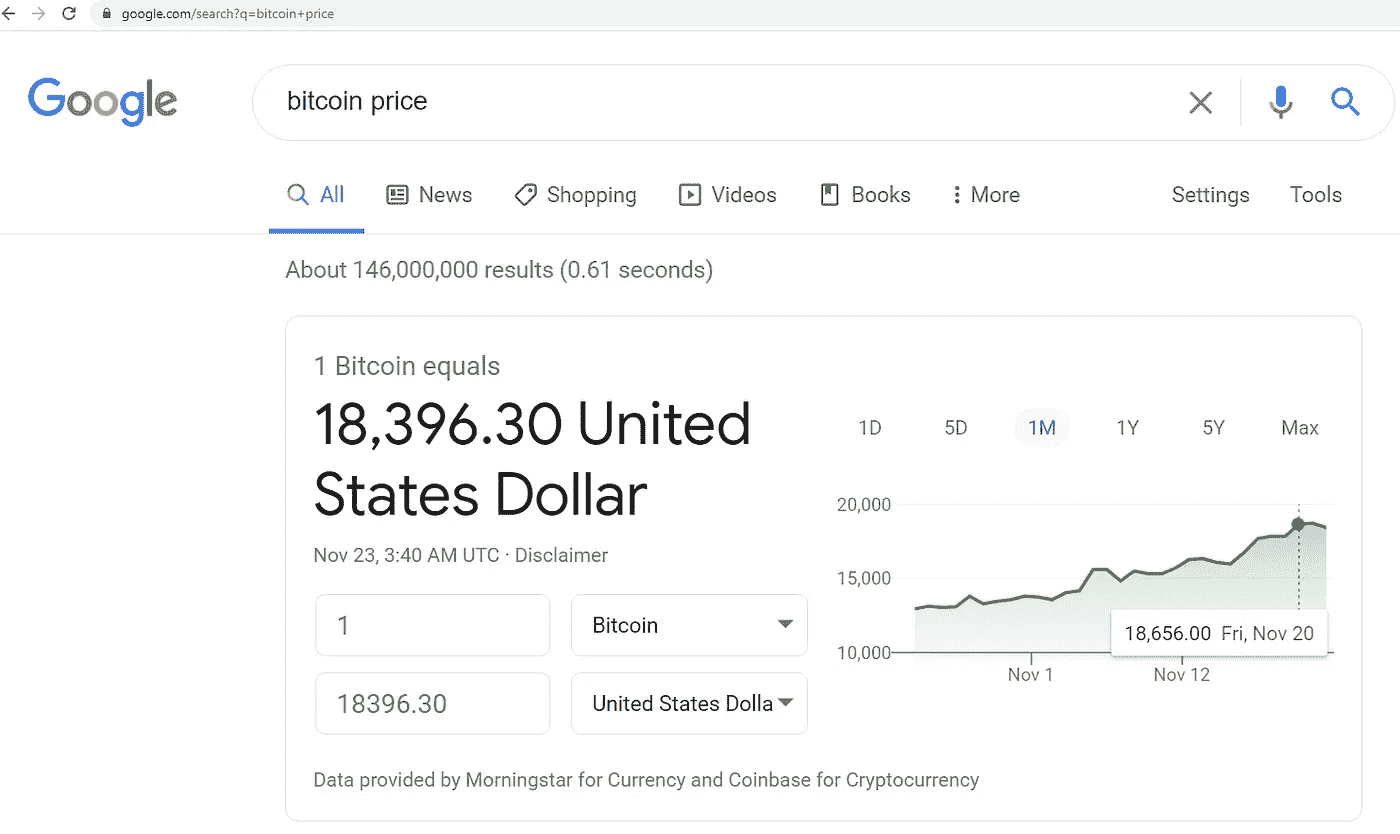 google.com/search?q=bitcoin+price
Google
bitcoin price
All News Shopping Videos Books More Settings Tools
About 146,000,000 results (0.61 seconds)
1 Bitcoin equals
18,396.30 United
States Dollar
Nov 23, 3:40 AM UTC · Disclaimer
1 Bitcoin
18396.30 United States Dolla
1D 5D 1M 1Y 5Y Max
20,000
15,000
10,000
18,656.00 Fri, Nov 20
Nov 1 Nov 12
Data provided by Morningstar for Currency and Coinbase for Cryptocurrency